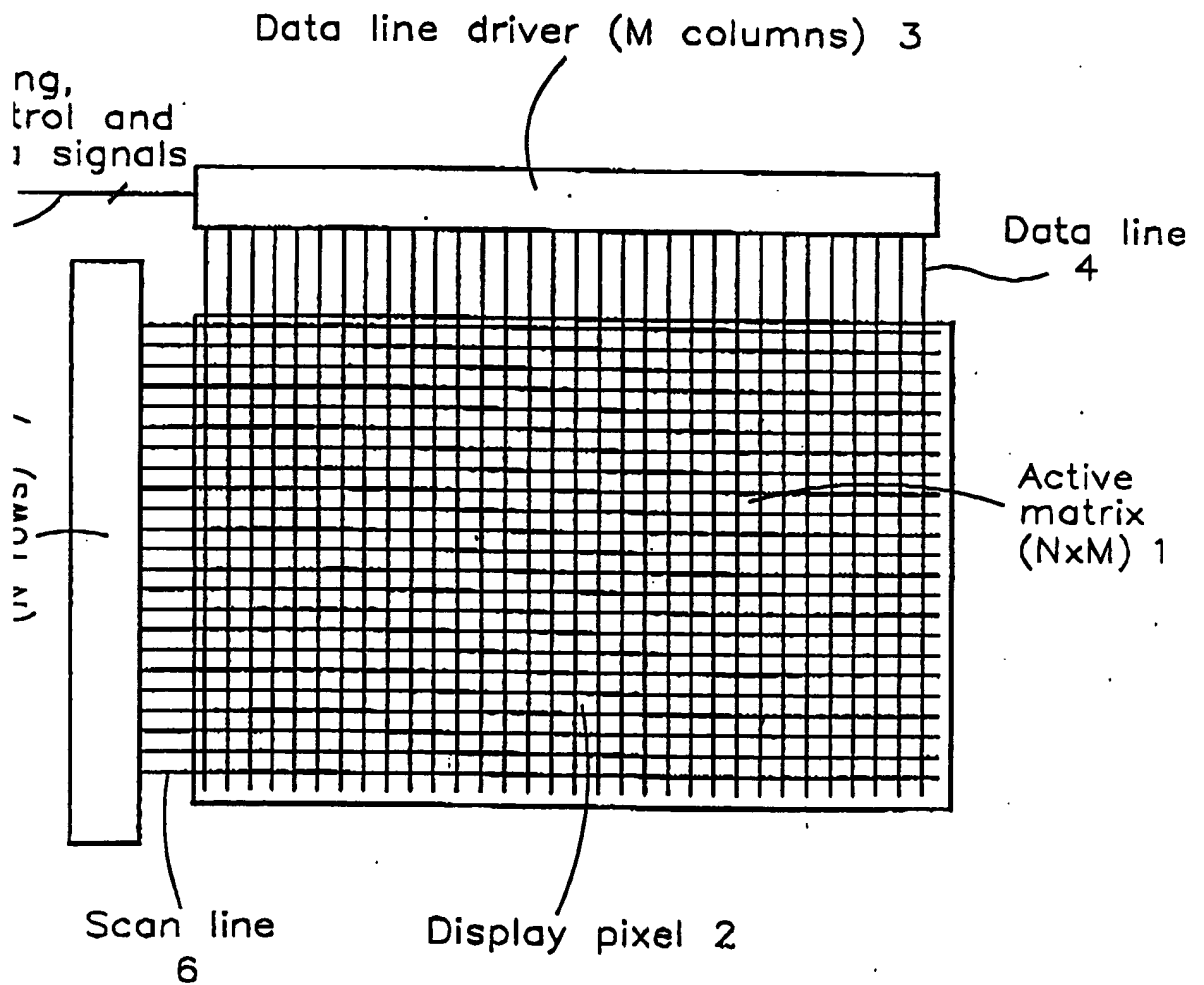 Data line driver (M columns) 3
ng,
trol and
signals
Data line
4
Active
matrix
(NxM) 1
(N rows)
Scan line
6
Display pixel 2